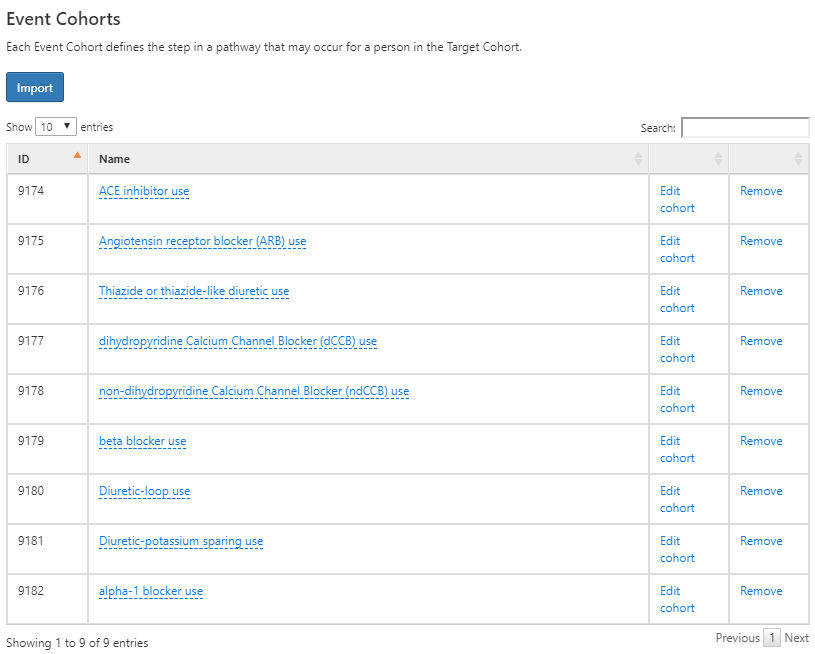 Event Cohorts
Each Event Cohort defines the step in a pathway that may occur for a person in the Target Cohort.
Import
Show 10 entries Search:
ID Name
9174 ACE inhibitor use Edit cohort Remove
9175 Angiotensin receptor blocker (ARB) use Edit cohort Remove
9176 Thiazide or thiazide-like diuretic use Edit cohort Remove
9177 dihydropyridine Calcium Channel Blocker (dCCB) use Edit cohort Remove
9178 non-dihydropyridine Calcium Channel Blocker (ndCCB) use Edit cohort Remove
9179 beta blocker use Edit cohort Remove
9180 Diuretic-loop use Edit cohort Remove
9181 Diuretic-potassium sparing use Edit cohort Remove
9182 alpha-1 blocker use Edit cohort Remove
Showing 1 to 9 of 9 entries Previous 1 Next